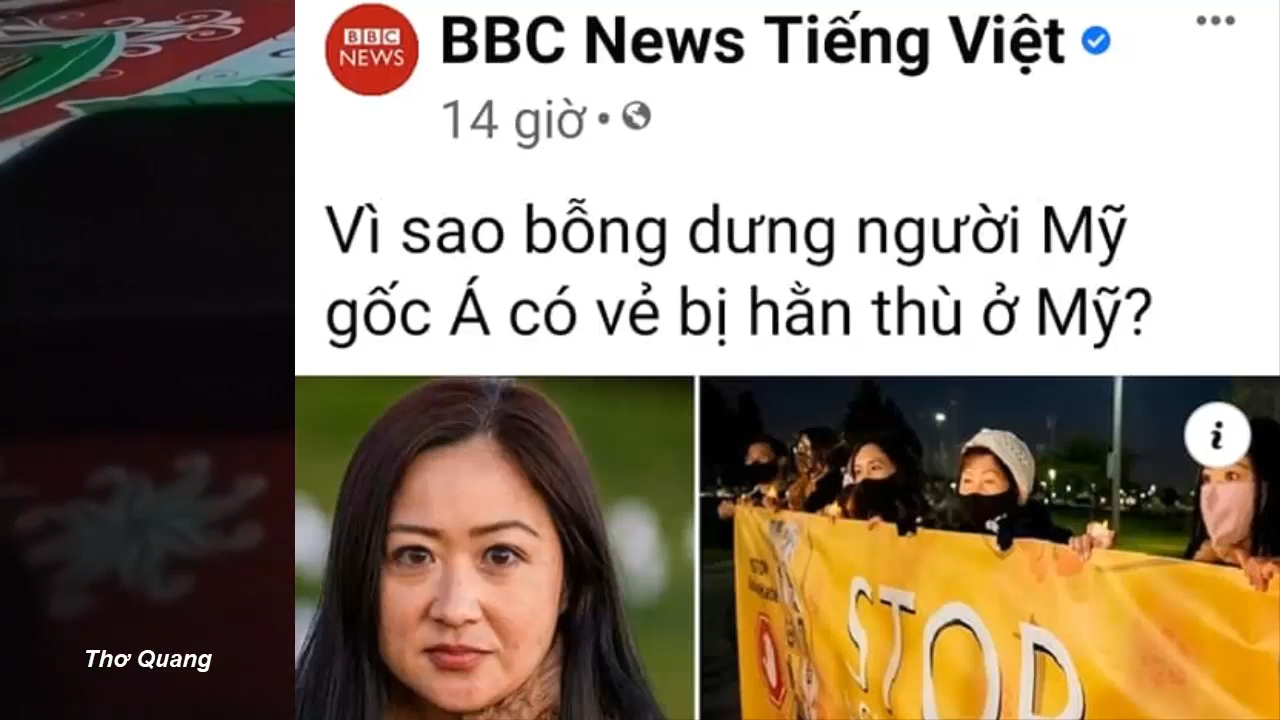 BBC
NEWS
BBC News Tiếng Việt
14 giờ
Vì sao bỗng dưng người Mỹ
gốc Á có vẻ bị hằn thù ở Mỹ?
STOP
Thơ Quang